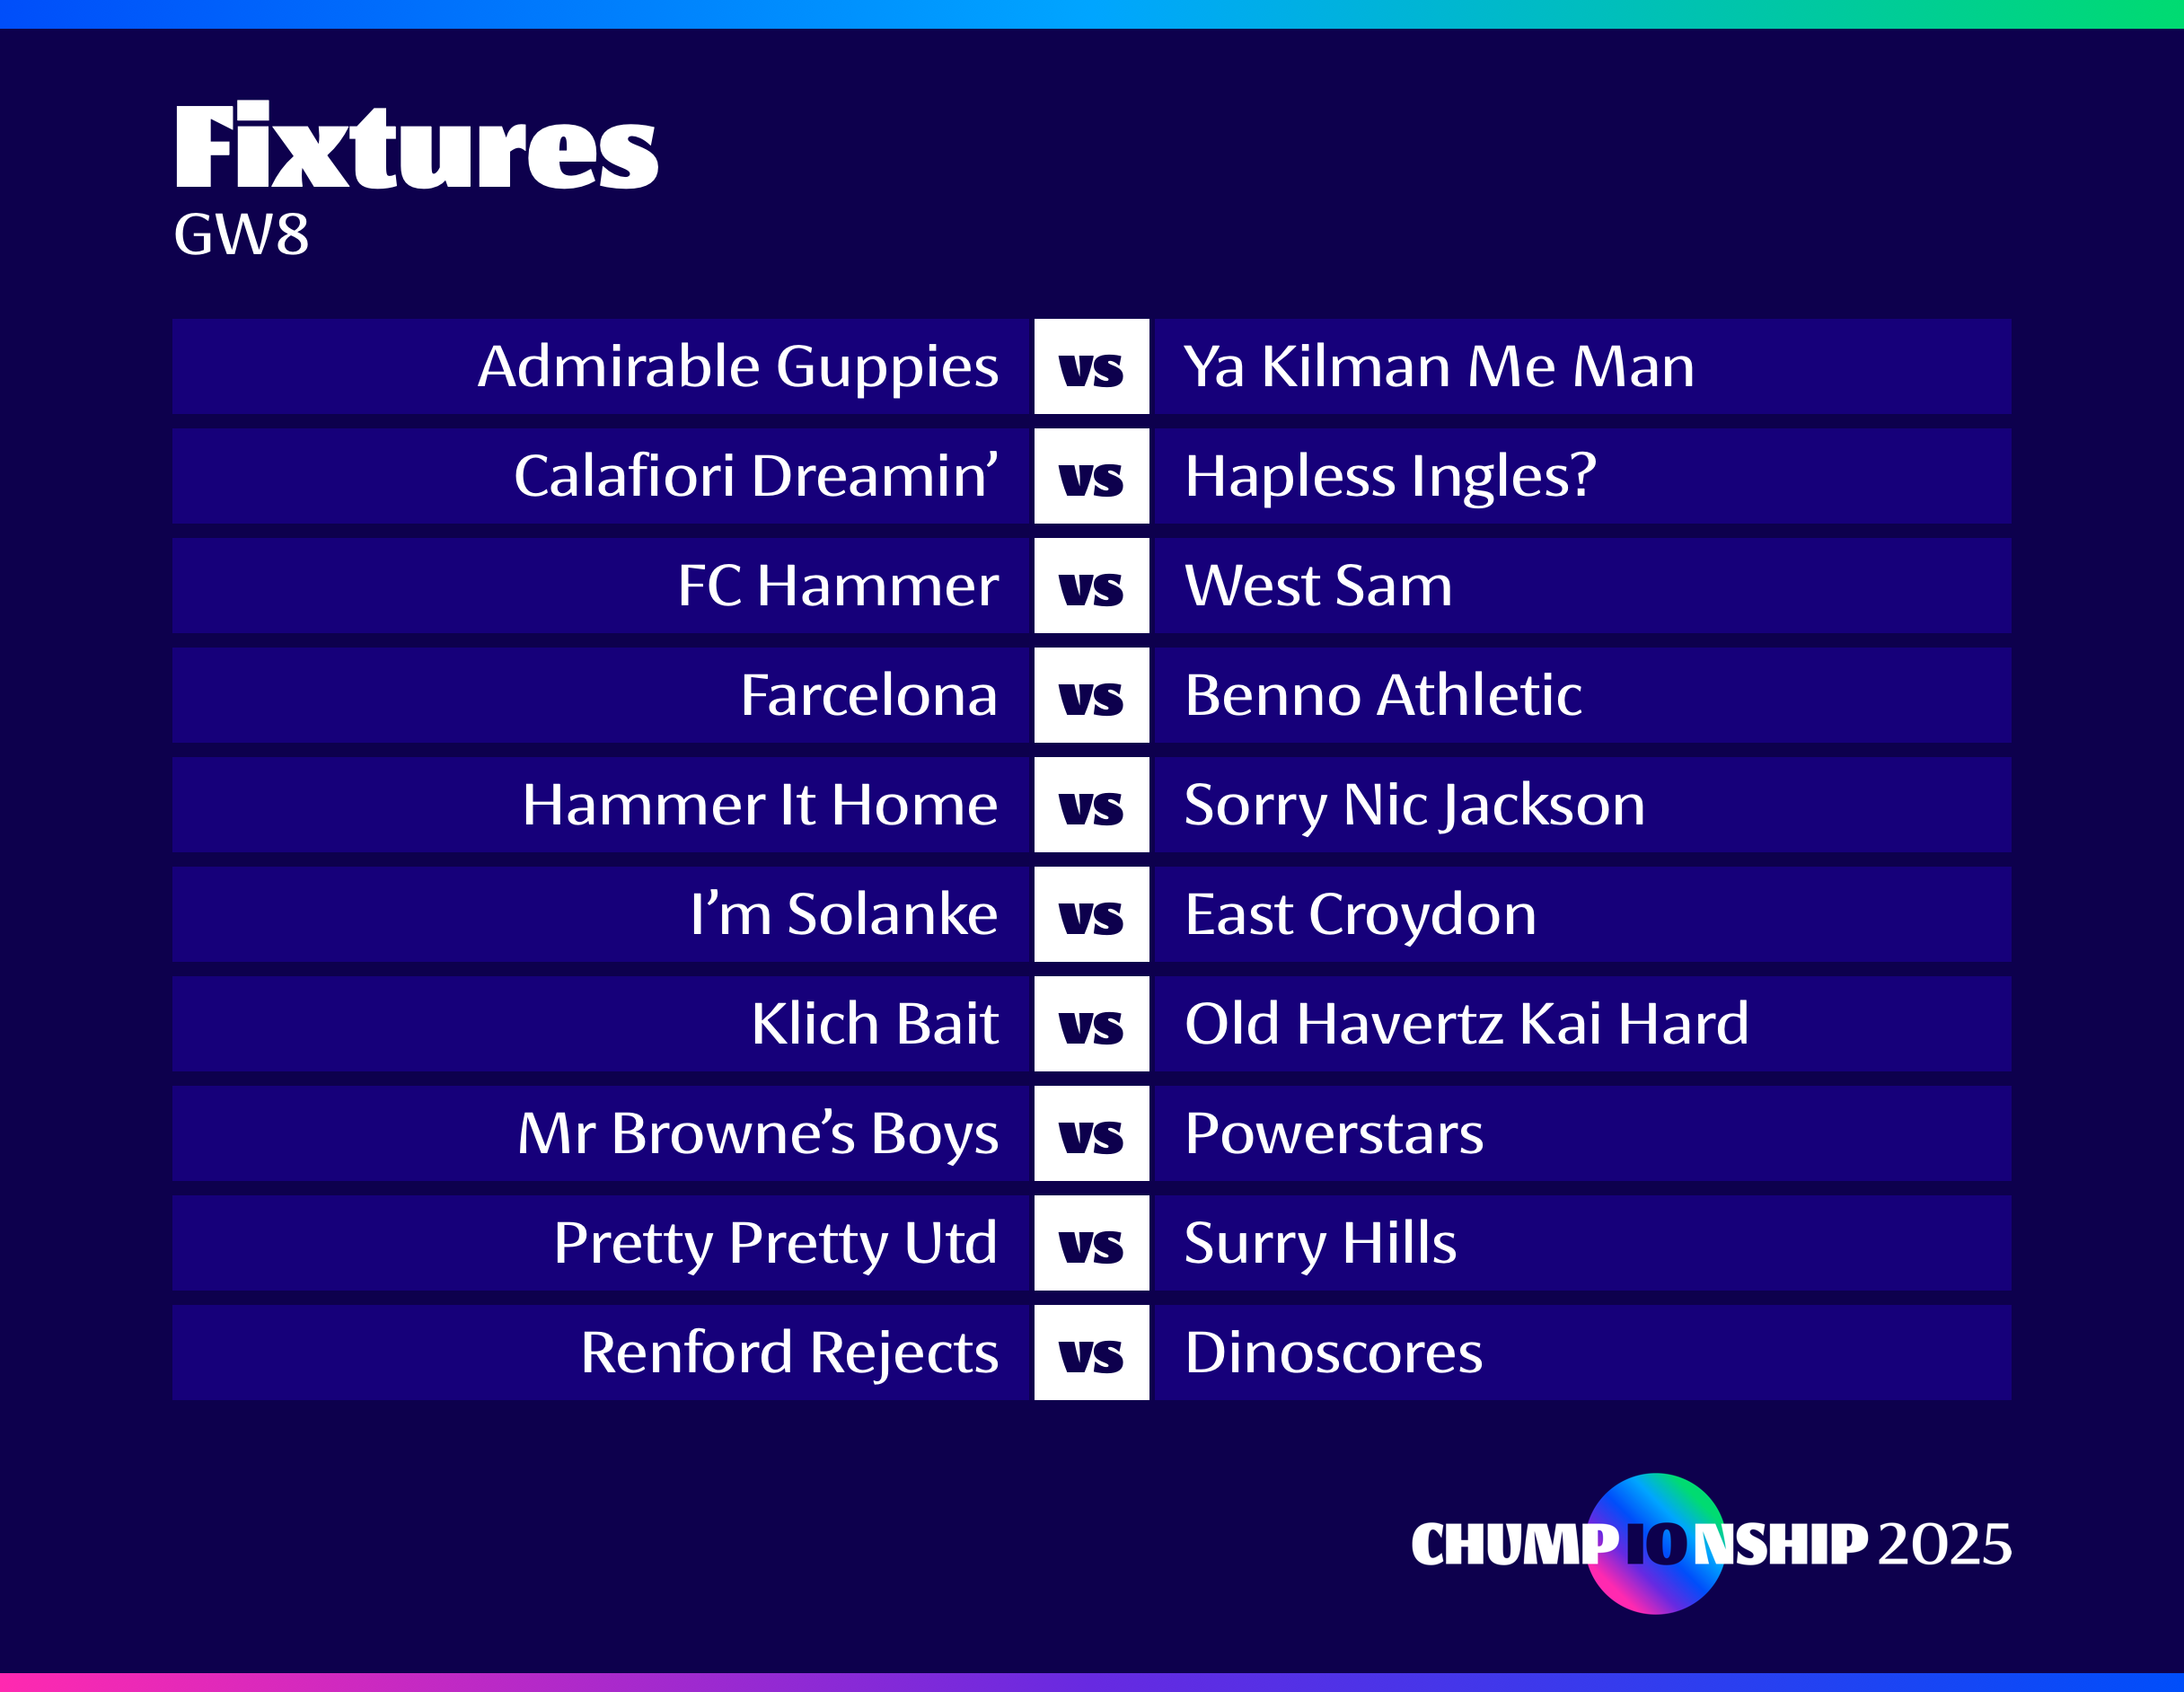 Fixtures
GW8
Admirable Guppies vs Ya Kilman Me Man
Calafiori Dreamin’ vs Hapless Ingles?
FC Hammer vs West Sam
Farcelona vs Benno Athletic
Hammer It Home vs Sorry Nic Jackson
I’m Solanke vs East Croydon
Klich Bait vs Old Havertz Kai Hard
Mr Browne’s Boys vs Powerstars
Pretty Pretty Utd vs Surry Hills
Renford Rejects vs Dinoscores
CHUMPIONSHIP 2025